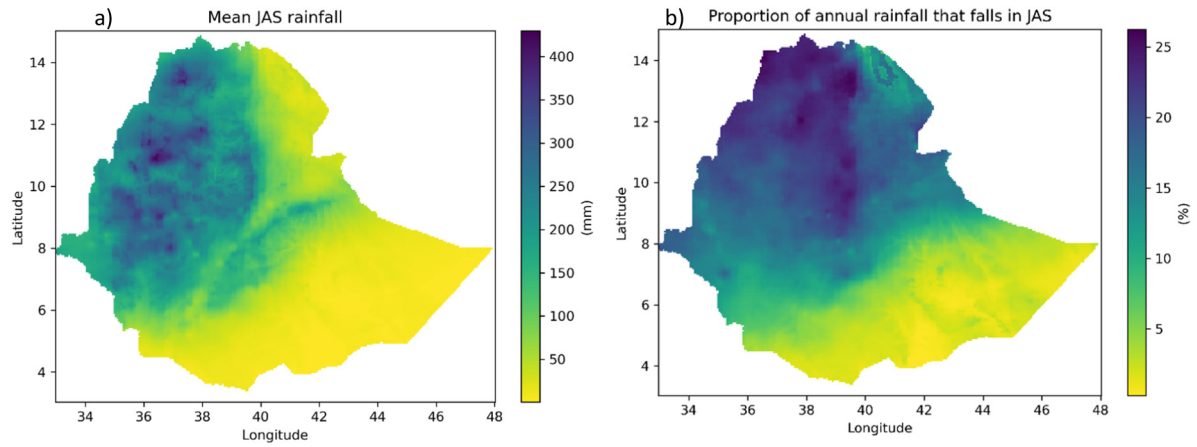 a)
Mean JAS rainfall
14
12
10
8
6
4
Latitude
34 36 38 40 42 44 46 48
Longitude
400
350
300
250
200
150
100
50
(mm)
b)
Proportion of annual rainfall that falls in JAS
14
12
10
8
6
4
Latitude
34 36 38 40 42 44 46 48
Longitude
25
20
15
10
5
(%)